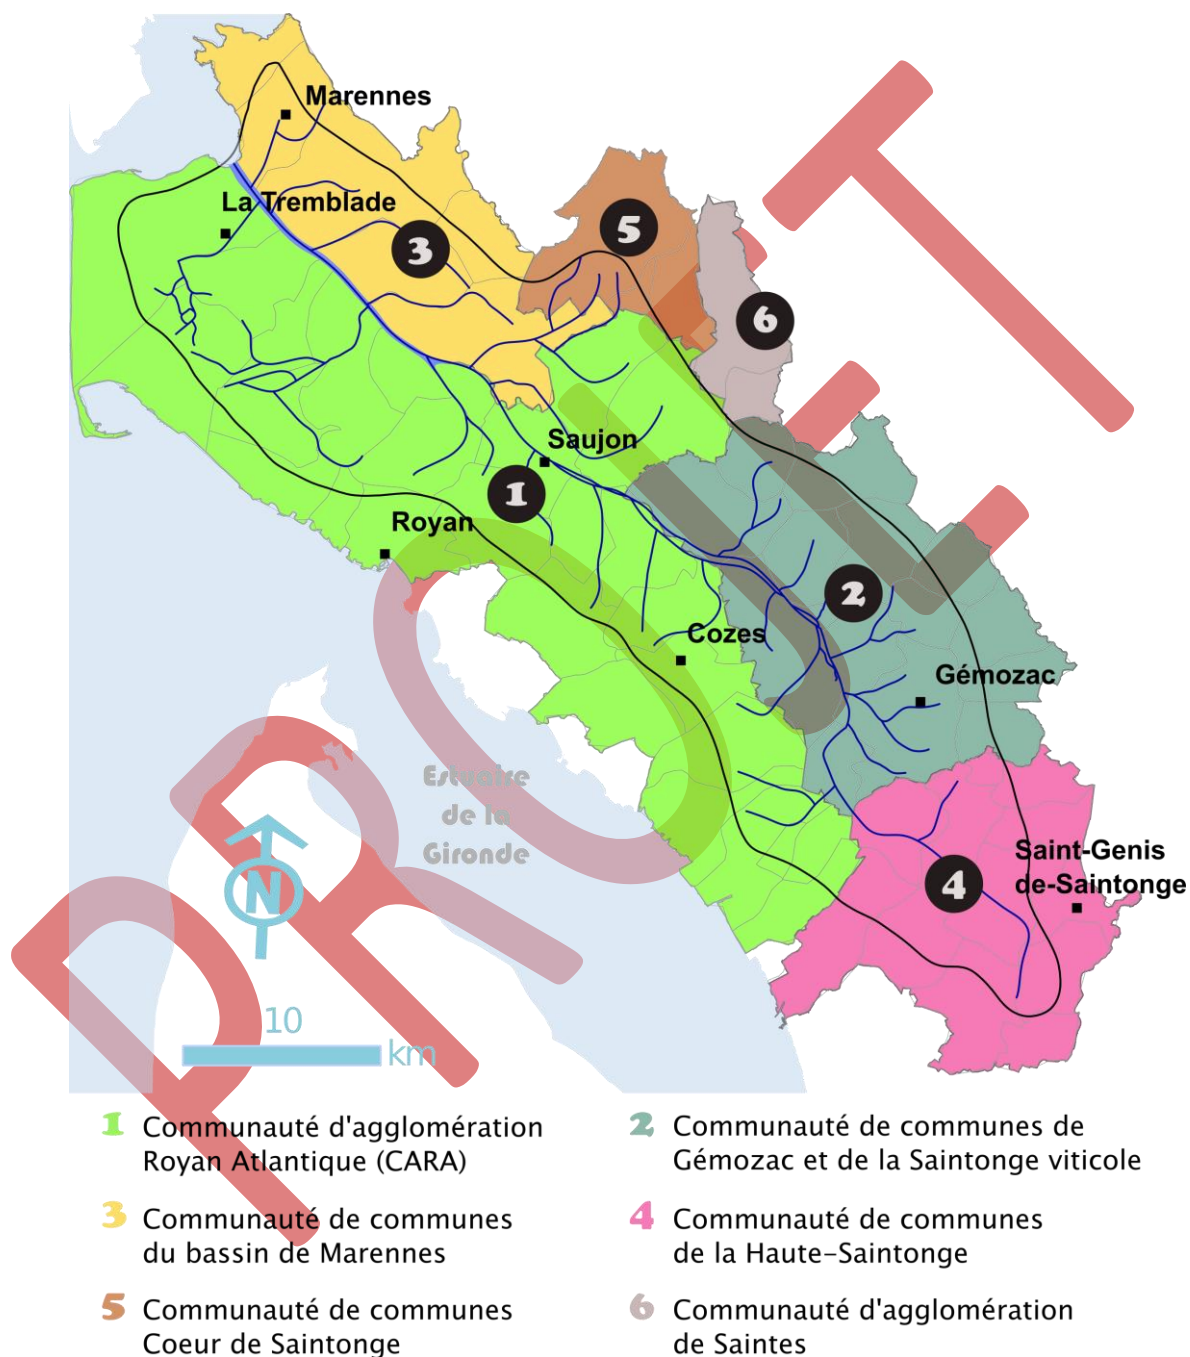 Marennes
La Tremblade
5
3
6
Saujon
1
Royan
2
Cozes
Gémozac
Estuaire
de la
Gironde
Saint-Genis
de-Saintonge
4
N
10
km
PROJET
1 Communauté d'agglomération
Royan Atlantique (CARA)
2 Communauté de communes de
Gémozac et de la Saintonge viticole
3 Communauté de communes
du bassin de Marennes
4 Communauté de communes
de la Haute-Saintonge
5 Communauté de communes
Coeur de Saintonge
6 Communauté d'agglomération
de Saintes